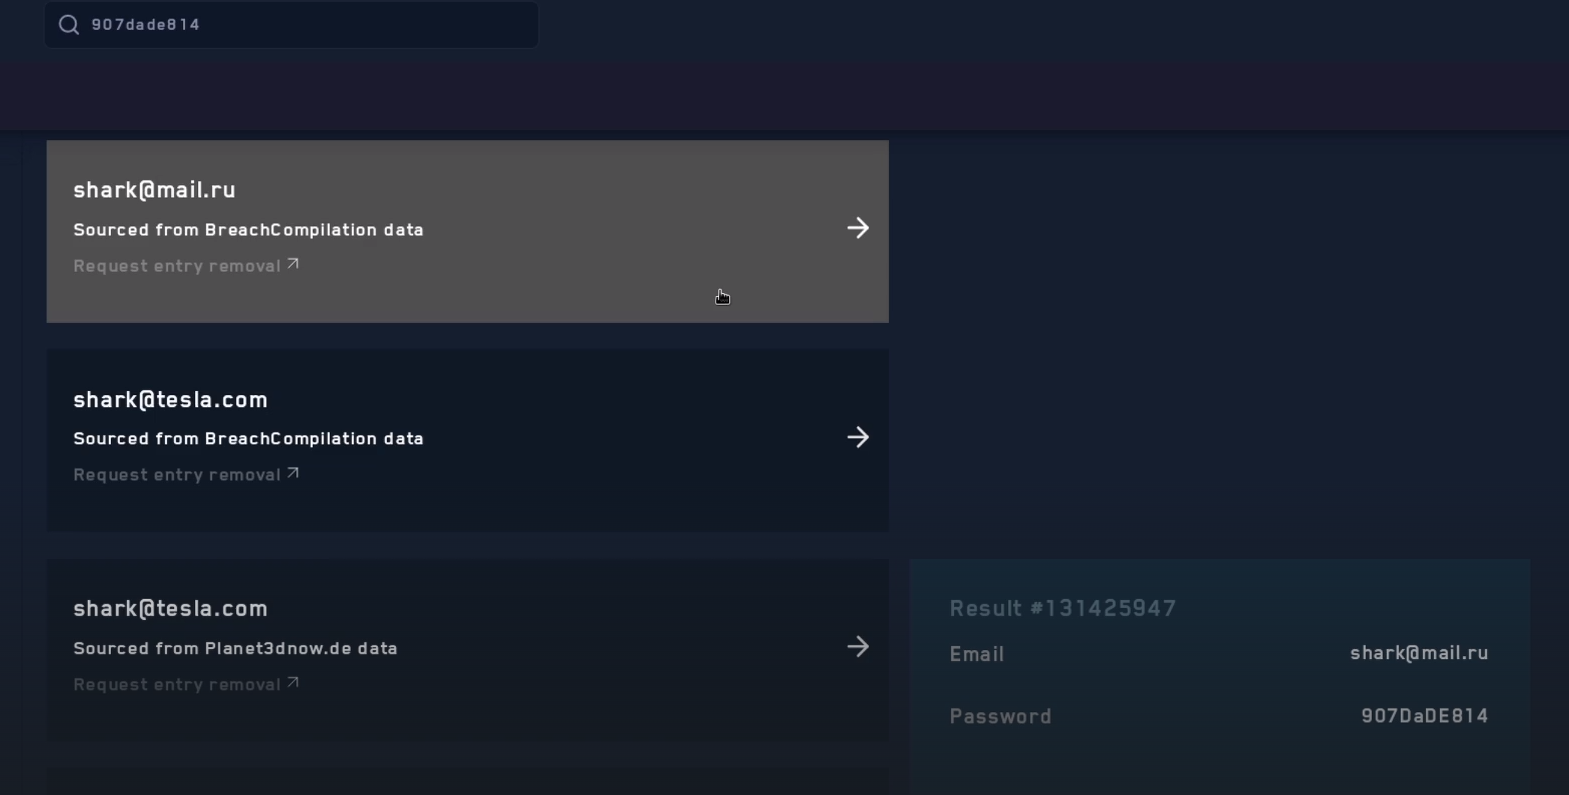 907dade814
shark@mail.ru
Sourced from BreachCompilation data
Request entry removal
shark@tesla.com
Sourced from BreachCompilation data
Request entry removal
shark@tesla.com
Sourced from Planet3dnow.de data
Request entry removal
Result #131425947
Email shark@mail.ru
Password 907DaDE814